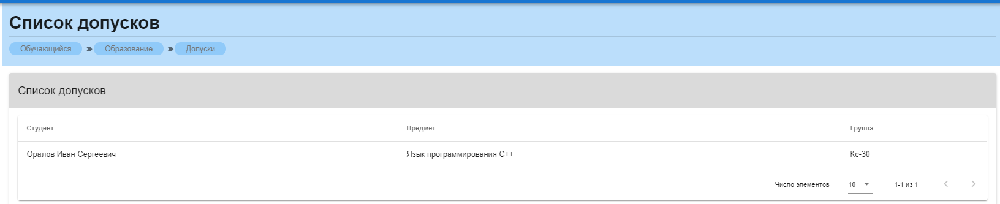 Список допусков
Обучающийся Образование Допуски
Список допусков
Студент Предмет Группа
Оралов Иван Сергеевич Язык программирования C++ Кс-30
Число элементов 10 1-1 из 1